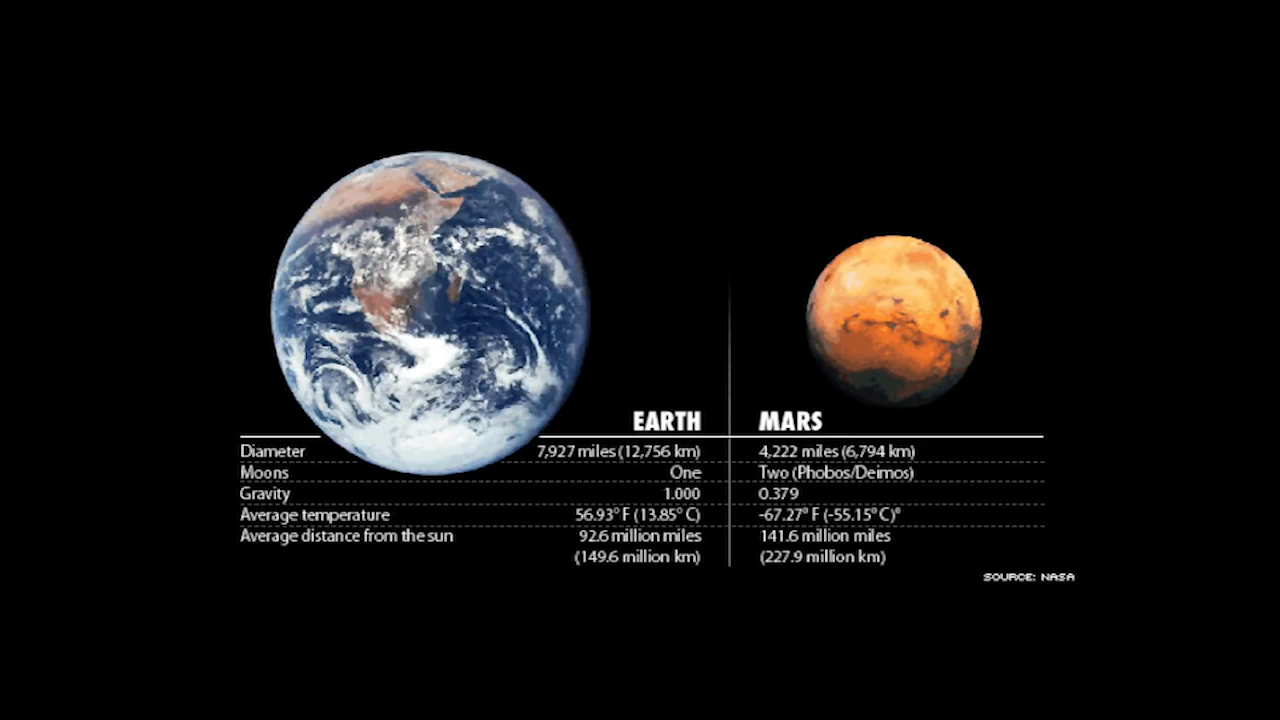 EARTH MARS
Diameter 7,927 miles (12,756 km) 4,222 miles (6,794 km)
Moons One Two (Phobos/Deimos)
Gravity 1.000 0.379
Average temperature 56.93° F (13.85° C) -67.27° F (-55.15° C)°
Average distance from the sun 92.6 million miles 141.6 million miles
(149.6 million km) (227.9 million km)
SOURCE: NASA